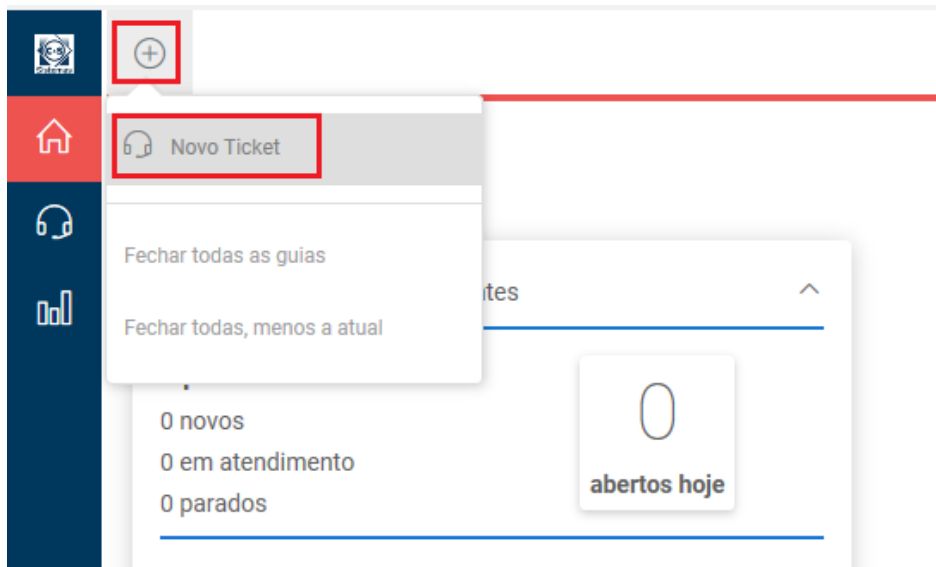 Novo Ticket
Fechar todas as guias
Fechar todas, menos a atual
0 novos
0 em atendimento
0 parados
0
abertos hoje